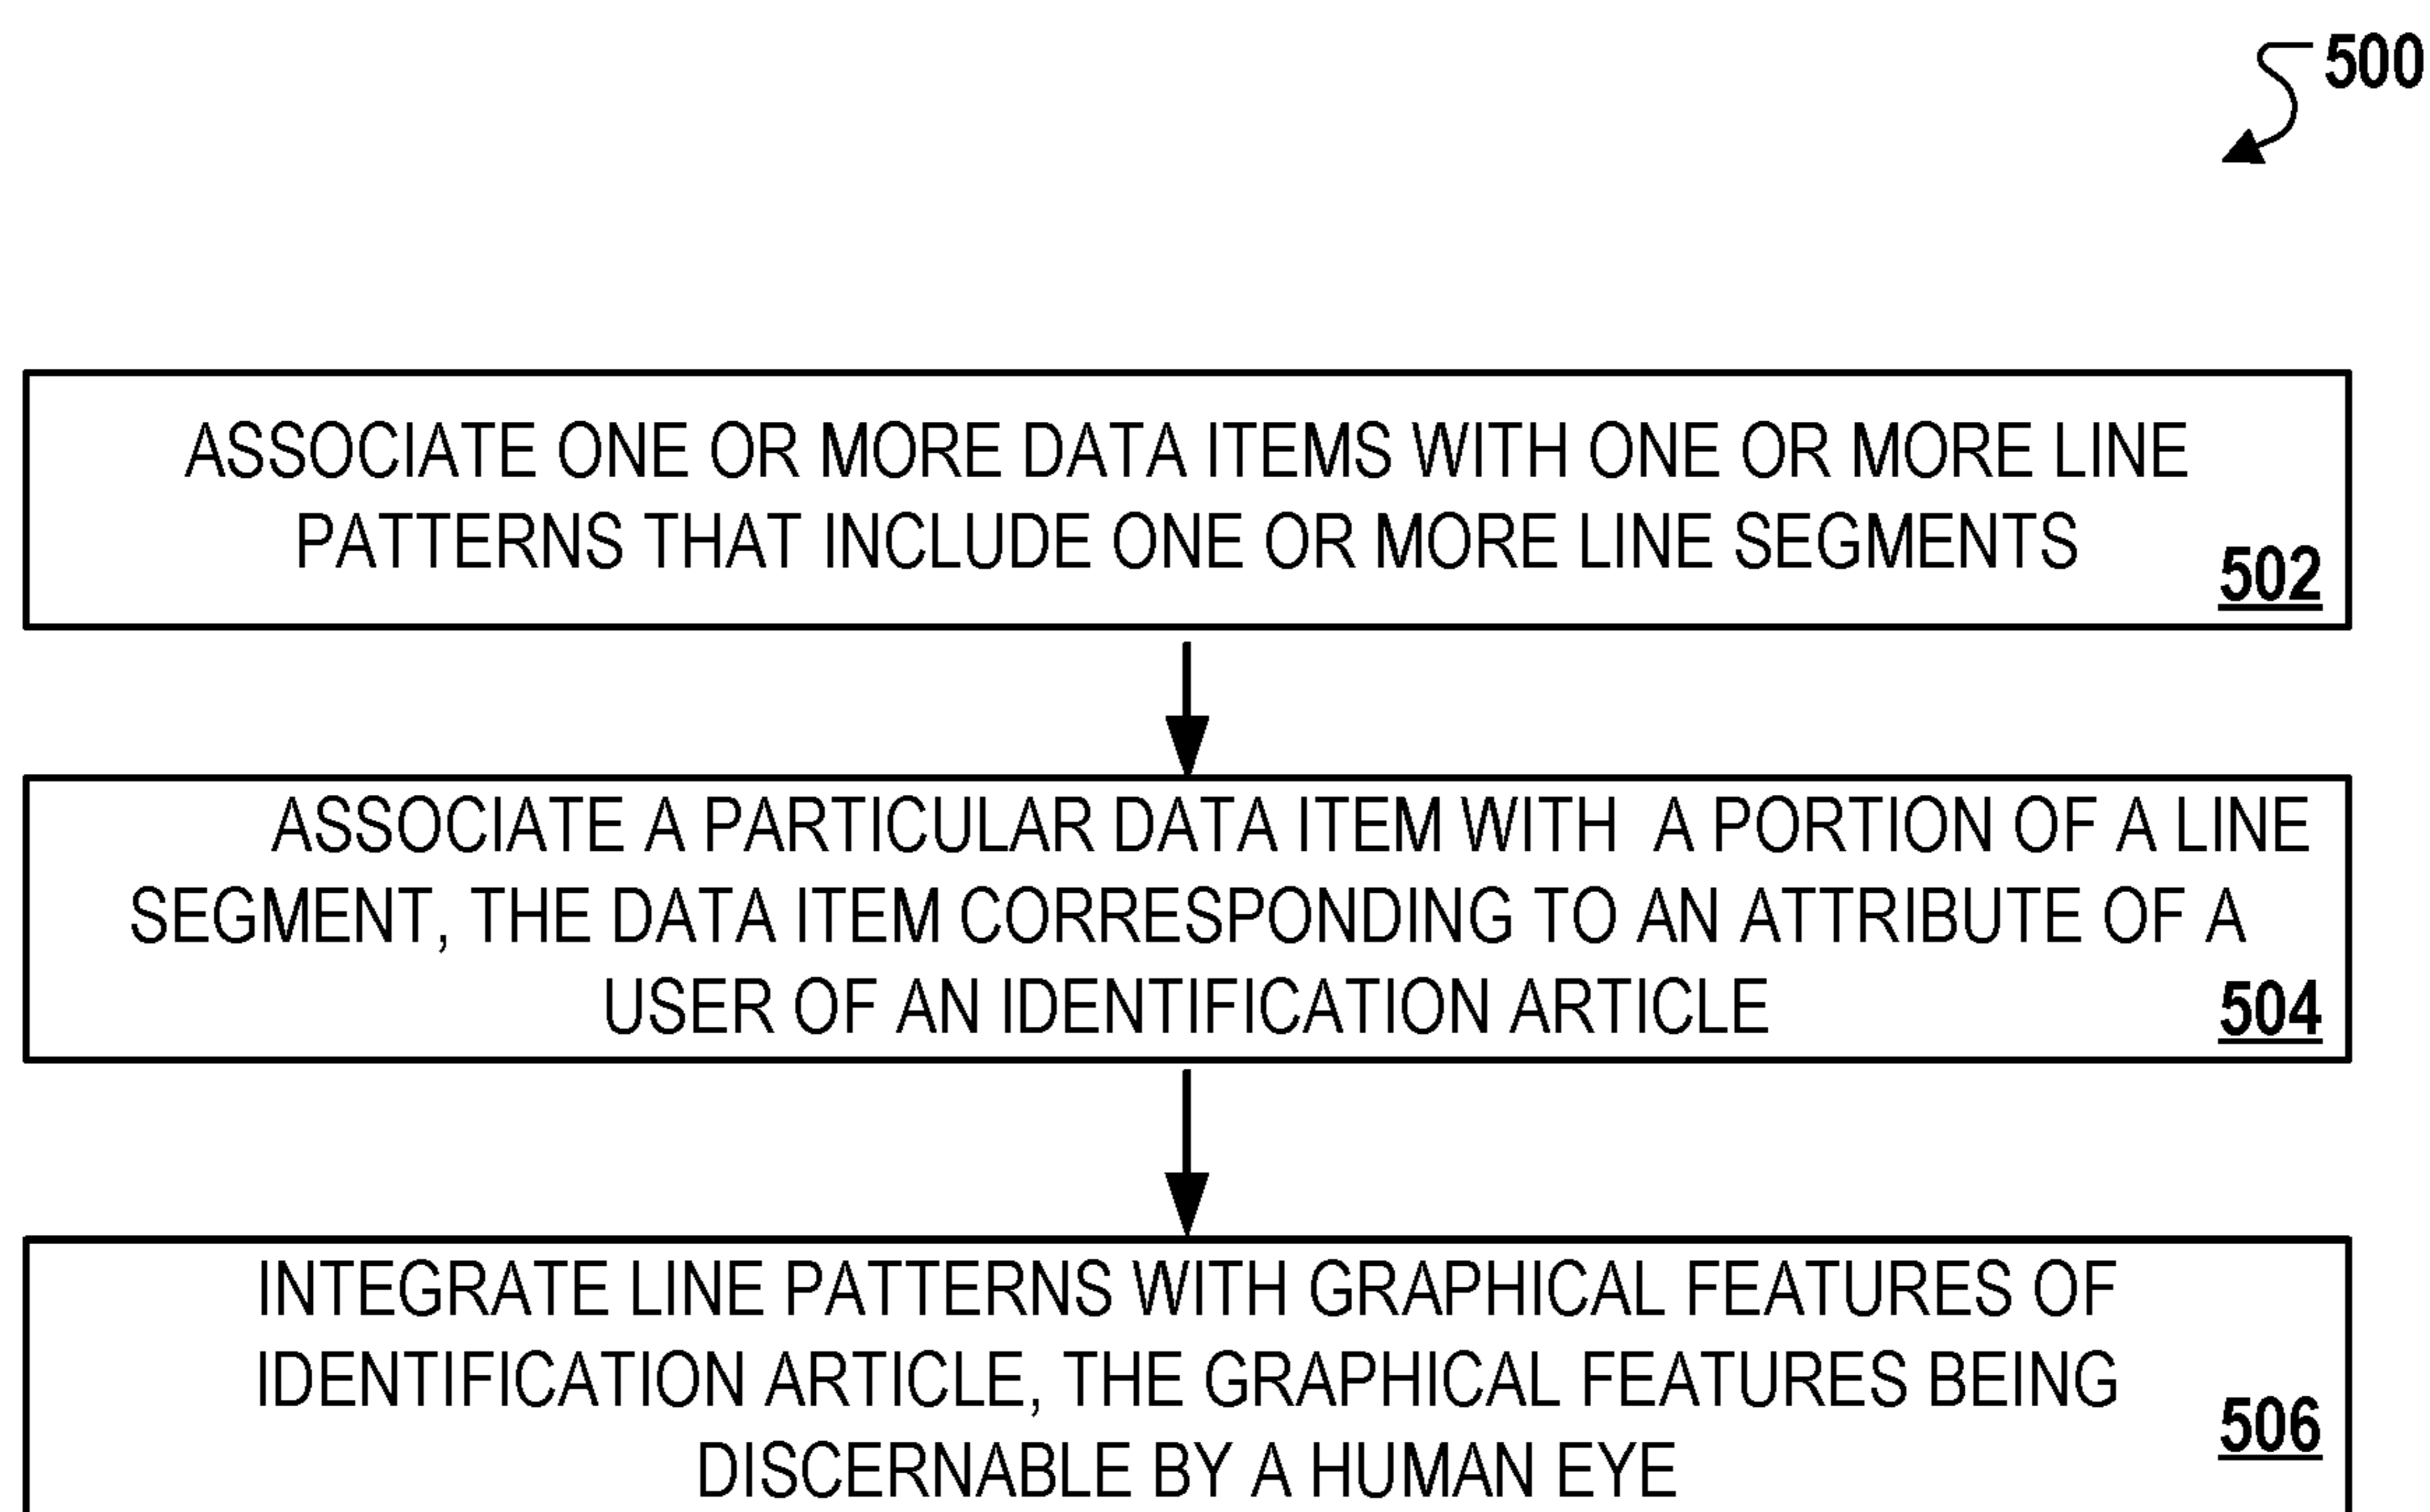 500
ASSOCIATE ONE OR MORE DATA ITEMS WITH ONE OR MORE LINE
PATTERNS THAT INCLUDE ONE OR MORE LINE SEGMENTS
502
ASSOCIATE A PARTICULAR DATA ITEM WITH A PORTION OF A LINE
SEGMENT, THE DATA ITEM CORRESPONDING TO AN ATTRIBUTE OF A
USER OF AN IDENTIFICATION ARTICLE
504
INTEGRATE LINE PATTERNS WITH GRAPHICAL FEATURES OF
IDENTIFICATION ARTICLE, THE GRAPHICAL FEATURES BEING
DISCERNABLE BY A HUMAN EYE
506